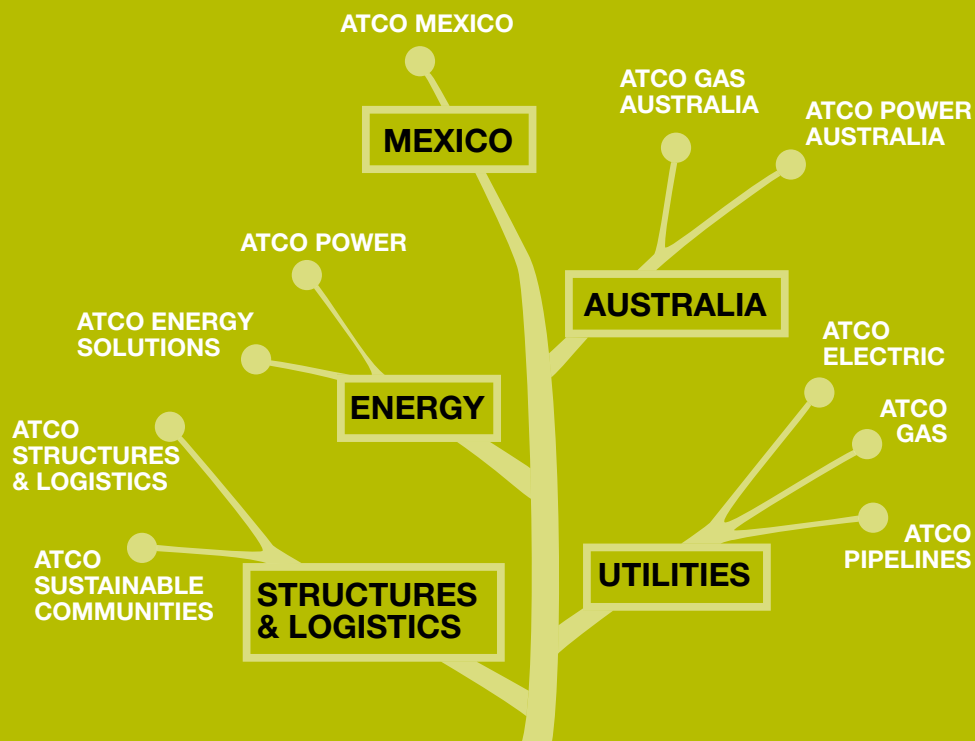 ATCO MEXICO
MEXICO
ATCO GAS
AUSTRALIA
ATCO POWER
AUSTRALIA
AUSTRALIA
ATCO POWER
ATCO ENERGY
SOLUTIONS
ENERGY
ATCO
ELECTRIC
ATCO
GAS
ATCO
PIPELINES
UTILITIES
ATCO
STRUCTURES
& LOGISTICS
ATCO
SUSTAINABLE
COMMUNITIES
STRUCTURES
& LOGISTICS